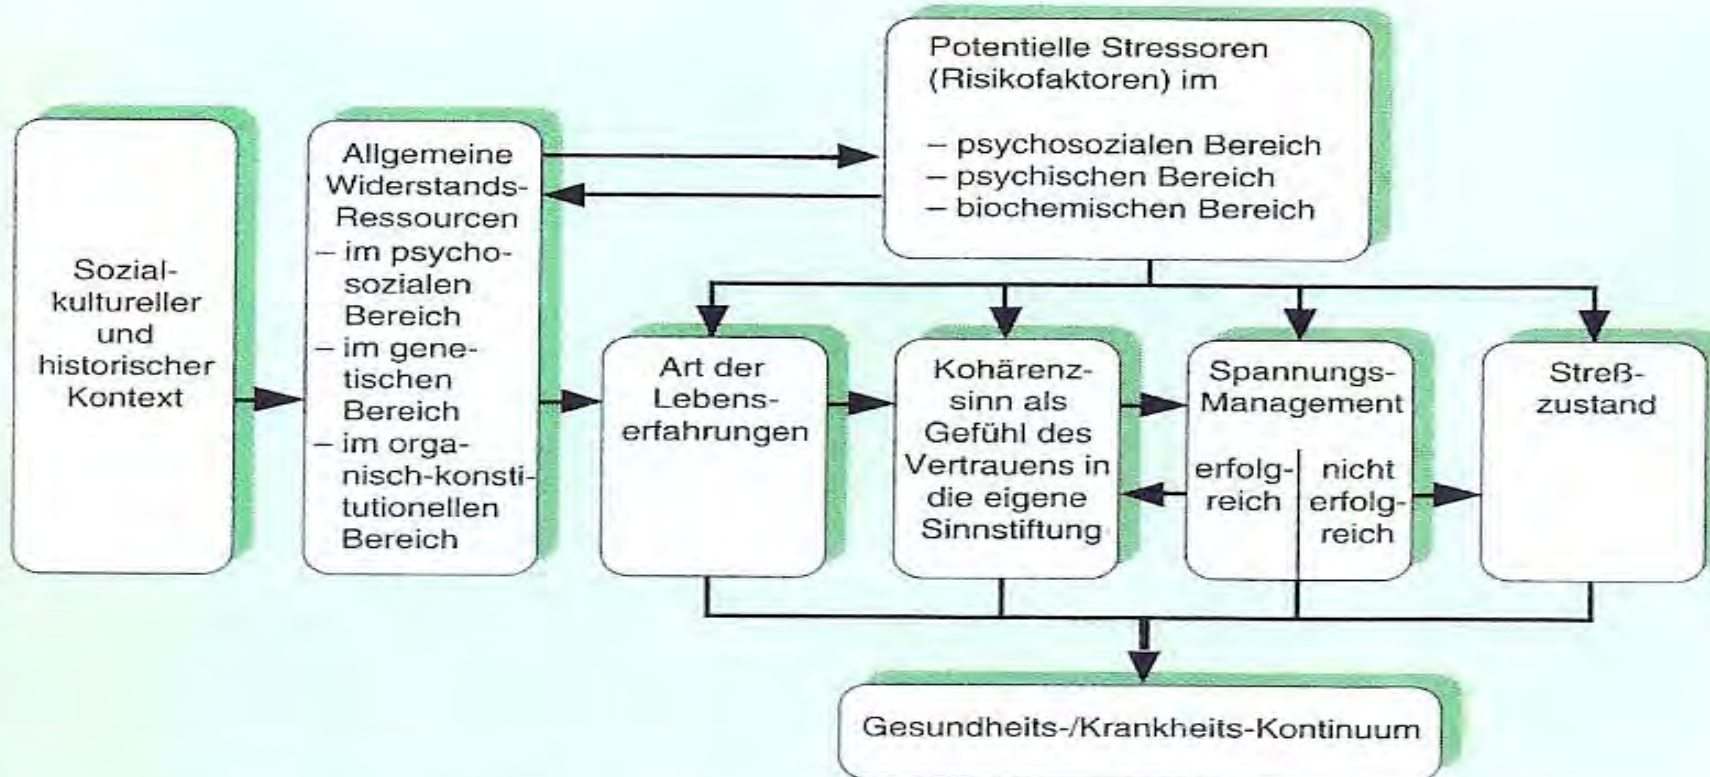 Potentielle Stressoren
(Risikofaktoren) im
– psychosozialen Bereich
– psychischen Bereich
– biochemischen Bereich
Sozial-
kultureller
und
historischer
Kontext
Allgemeine
Widerstands-
Ressourcen
– im psycho-
sozialen
Bereich
– im gene-
tischen
Bereich
– im orga-
nisch-konsti-
tutionellen
Bereich
Art der
Lebens-
erfahrungen
Kohärenz-
sinn als
Gefühl des
Vertrauens in
die eigene
Sinnstiftung
Spannungs-
Management
erfolg-
reich
nicht
erfolg-
reich
Streß-
zustand
Gesundheits-/Krankheits-Kontinuum